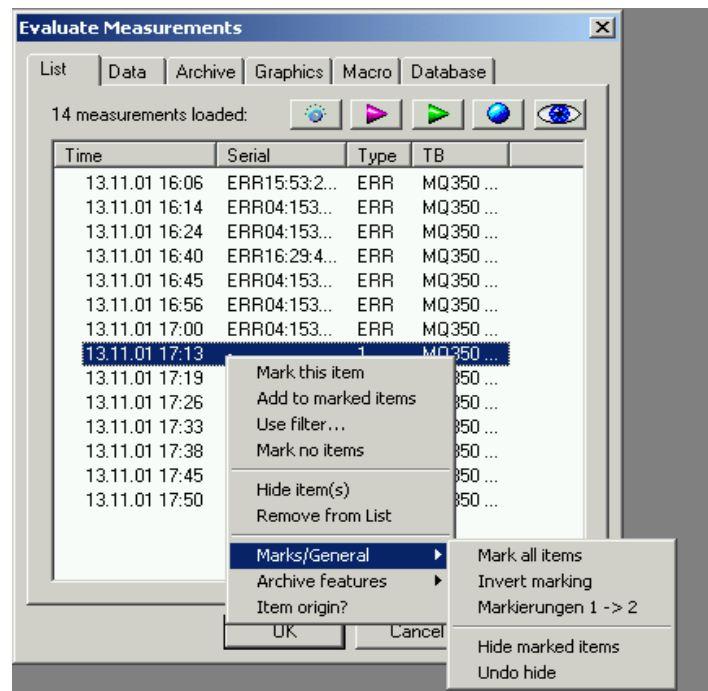 Evaluate Measurements
List Data Archive Graphics Macro Database
14 measurements loaded:
Time Serial Type TB
13.11.01 16:06 ERR15:53:2... ERR MQ350 ...
13.11.01 16:14 ERR04:153... ERR MQ350 ...
13.11.01 16:24 ERR04:153... ERR MQ350 ...
13.11.01 16:40 ERR16:29:4... ERR MQ350 ...
13.11.01 16:45 ERR04:153... ERR MQ350 ...
13.11.01 16:56 ERR04:153... ERR MQ350 ...
13.11.01 17:00 ERR04:153... ERR MQ350 ...
13.11.01 17:13 - 1 MQ350 ...
13.11.01 17:19 350 ...
13.11.01 17:26 350 ...
13.11.01 17:33 350 ...
13.11.01 17:38 350 ...
13.11.01 17:45 350 ...
13.11.01 17:50 350 ...
Mark this item
Add to marked items
Use filter...
Mark no items
Hide item(s)
Remove from List
Marks/General
Archive features
Item origin?
Mark all items
Invert marking
Markierungen 1 -> 2
Hide marked items
Undo hide
OK Cancel